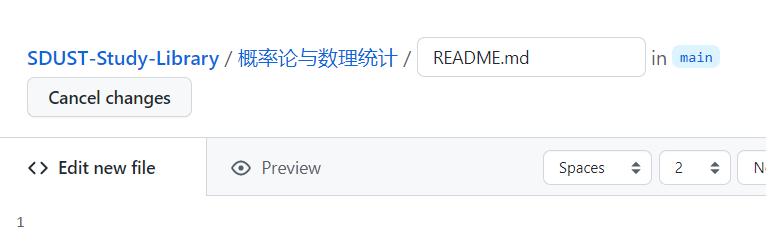 SDUST-Study-Library / 概率论与数理统计 / README.md in main
Cancel changes
Edit new file Preview Spaces 2
1